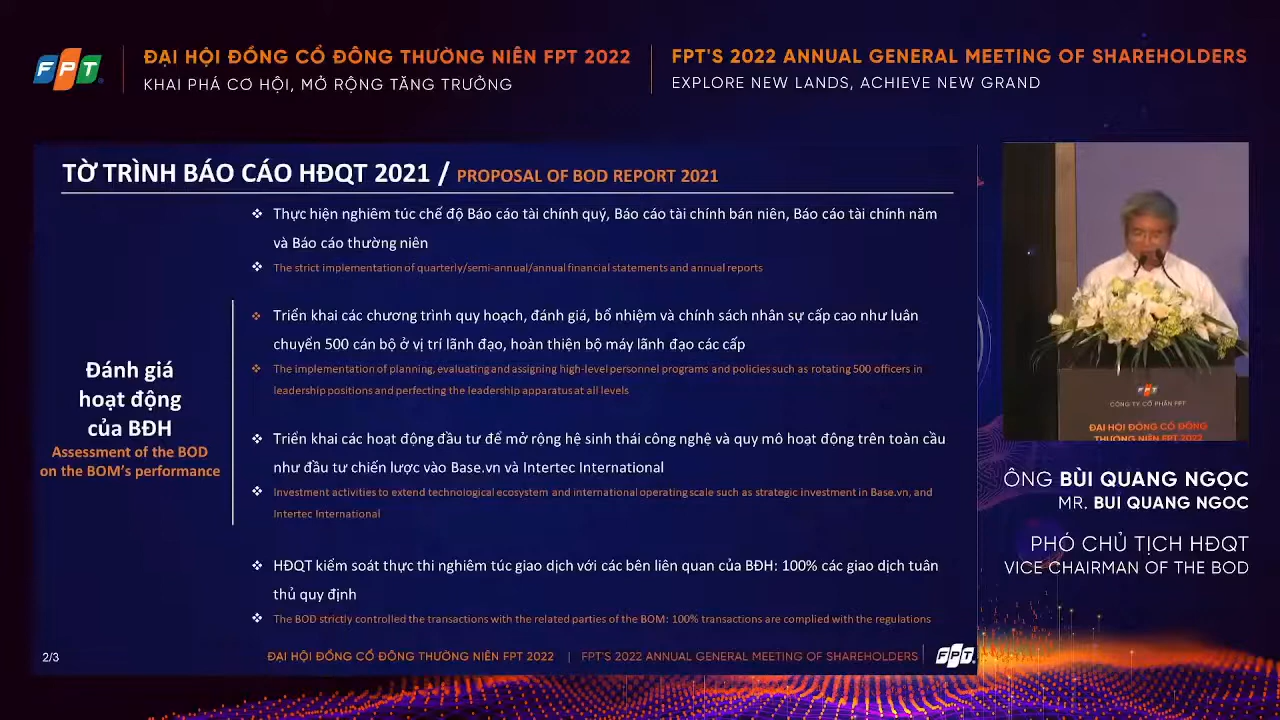 FPT
ĐẠI HỘI ĐỒNG CỔ ĐÔNG THƯỜNG NIÊN FPT 2022
KHAI PHÁ CƠ HỘI, MỞ RỘNG TĂNG TRƯỞNG
FPT'S 2022 ANNUAL GENERAL MEETING OF SHAREHOLDERS
EXPLORE NEW LANDS, ACHIEVE NEW GRAND
TỜ TRÌNH BÁO CÁO HĐQT 2021 / PROPOSAL OF BOD REPORT 2021
Đánh giá
hoạt động
của BĐH
Assessment of the BOD
on the BOM's performance
❖ Thực hiện nghiêm túc chế độ Báo cáo tài chính quý, Báo cáo tài chính bán niên, Báo cáo tài chính năm
và Báo cáo thường niên
❖ The strict implementation of quarterly/semi-annual/annual financial statements and annual reports
❖ Triển khai các chương trình quy hoạch, đánh giá, bổ nhiệm và chính sách nhân sự cấp cao như luân
chuyển 500 cán bộ ở vị trí lãnh đạo, hoàn thiện bộ máy lãnh đạo các cấp
❖ The implementation of planning, evaluating and assigning high-level personnel programs and policies such as rotating 500 officers in
leadership positions and perfecting the leadership apparatus at all levels
❖ Triển khai các hoạt động đầu tư để mở rộng hệ sinh thái công nghệ và quy mô hoạt động trên toàn cầu
như đầu tư chiến lược vào Base.vn và Intertec International
❖ Investment activities to extend technological ecosystem and international operating scale such as strategic investment in Base.vn, and
Intertec International
❖ HĐQT kiểm soát thực thi nghiêm túc giao dịch với các bên liên quan của BĐH: 100% các giao dịch tuân
thủ quy định
❖ The BOD strictly controlled the transactions with the related parties of the BOM: 100% transactions are complied with the regulations
2/3
ĐẠI HỘI ĐỒNG CỔ ĐÔNG THƯỜNG NIÊN FPT 2022 | FPT'S 2022 ANNUAL GENERAL MEETING OF SHAREHOLDERS
FPT
FPT
CÔNG TY CỔ PHẦN FPT
ĐẠI HỘI ĐỒNG CỔ ĐÔNG
THƯỜNG NIÊN FPT 2022
ÔNG BÙI QUANG NGỌC
MR. BUI QUANG NGOC
PHÓ CHỦ TỊCH HĐQT
VICE CHAIRMAN OF THE BOD